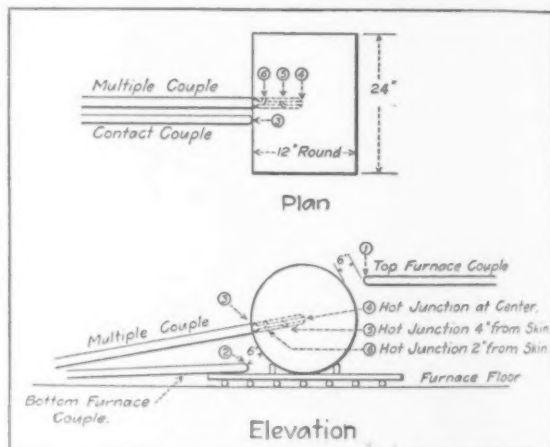 Multiple Couple
Contact Couple
⑥ ⑤ ④
③
24"
12" Round
Plan
①
6"
Top Furnace Couple
③
④ Hot Junction at Center.
Multiple Couple
⑤ Hot Junction 4" from Skin.
⑥ Hot Junction 2" from Skin.
②
6"
Furnace Floor
Bottom Furnace
Couple.
Elevation